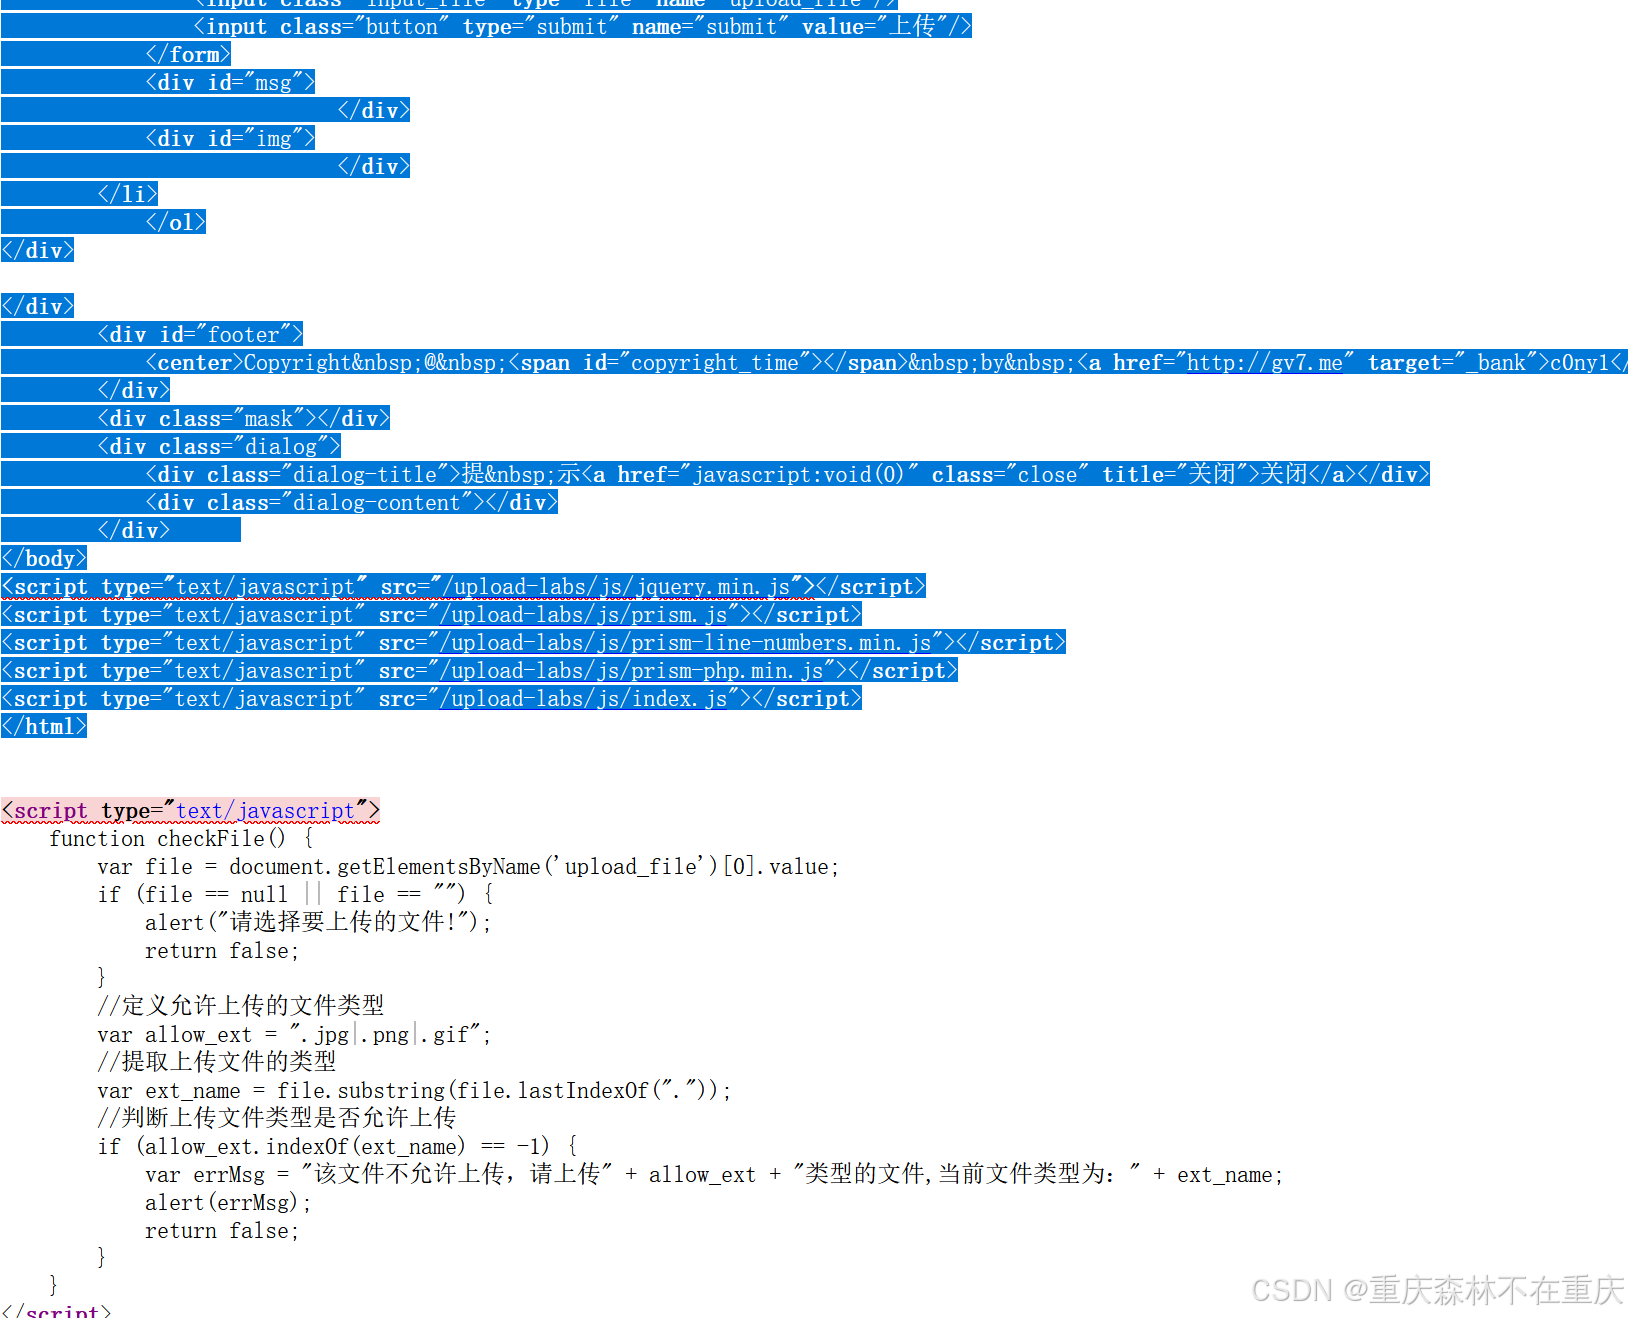 <input class="input_file" type="file" name="upload_file"/>
<input class="button" type="submit" name="submit" value="上传"/>
</form>
<div id="msg">
</div>
<div id="img">
</div>
</li>
</ol>
</div>
</div>
<div id="footer">
<center>Copyright&nbsp;@&nbsp;<span id="copyright_time"></span>&nbsp;by&nbsp;<a href="http://gv7.me" target="_bank">c0ny1</
</div>
<div class="mask"></div>
<div class="dialog">
<div class="dialog-title">提&nbsp;示<a href="javascript:void(0)" class="close" title="关闭">关闭</a></div>
<div class="dialog-content"></div>
</div>
</body>
<script type="text/javascript" src="/upload-labs/js/jquery.min.js"></script>
<script type="text/javascript" src="/upload-labs/js/prism.js"></script>
<script type="text/javascript" src="/upload-labs/js/prism-line-numbers.min.js"></script>
<script type="text/javascript" src="/upload-labs/js/prism-php.min.js"></script>
<script type="text/javascript" src="/upload-labs/js/index.js"></script>
</html>
<script type="text/javascript">
function checkFile() {
var file = document.getElementsByName('upload_file')[0].value;
if (file == null || file == "") {
alert("请选择要上传的文件!");
return false;
}
//定义允许上传的文件类型
var allow_ext = ".jpg|.png|.gif";
//提取上传文件的类型
var ext_name = file.substring(file.lastIndexOf("."));
//判断上传文件类型是否允许上传
if (allow_ext.indexOf(ext_name) == -1) {
var errMsg = "该文件不允许上传，请上传" + allow_ext + "类型的文件,当前文件类型为：" + ext_name;
alert(errMsg);
return false;
}
}
</script>
CSDN @重庆森林不在重庆